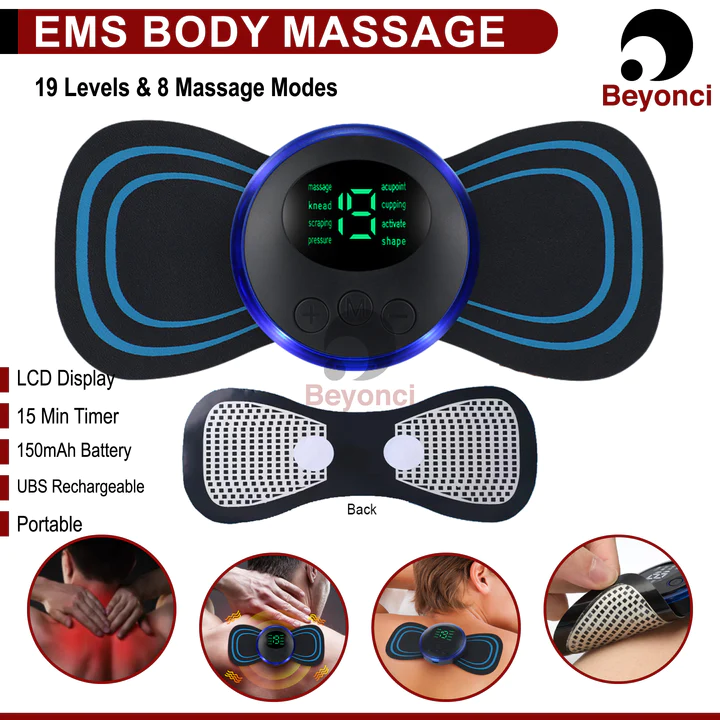 EMS BODY MASSAGE
Beyonci
19 Levels & 8 Massage Modes
massage
acupoint
knead
cupping
19
scraping
activate
pressure
shape
+
M
−
Beyonci
LCD Display
15 Min Timer
150mAh Battery
UBS Rechargeable
Portable
Back
19